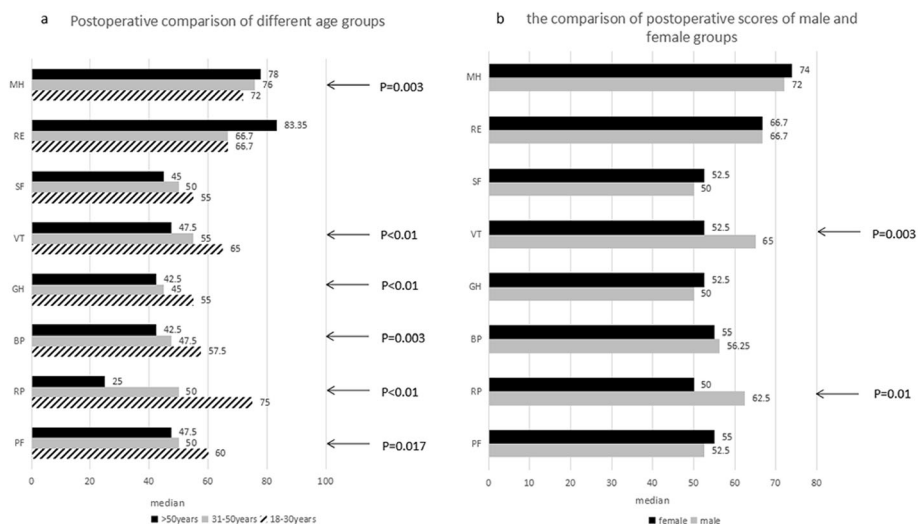 a
Postoperative comparison of different age groups
MH
78
76
72
P=0.003
RE
83.35
66.7
66.7
SF
45
50
55
VT
47.5
55
65
P<0.01
GH
42.5
45
55
P<0.01
BP
42.5
47.5
57.5
P=0.003
RP
25
50
75
P<0.01
PF
47.5
50
60
P=0.017
0 20 40 60 80 100
median
>50years 31-50years 18-30years
b
the comparison of postoperative scores of male and
female groups
MH
74
72
RE
66.7
66.7
SF
52.5
50
VT
52.5
65
P=0.003
GH
52.5
50
BP
55
56.25
RP
50
62.5
P=0.01
PF
55
52.5
0 10 20 30 40 50 60 70 80
median
female male